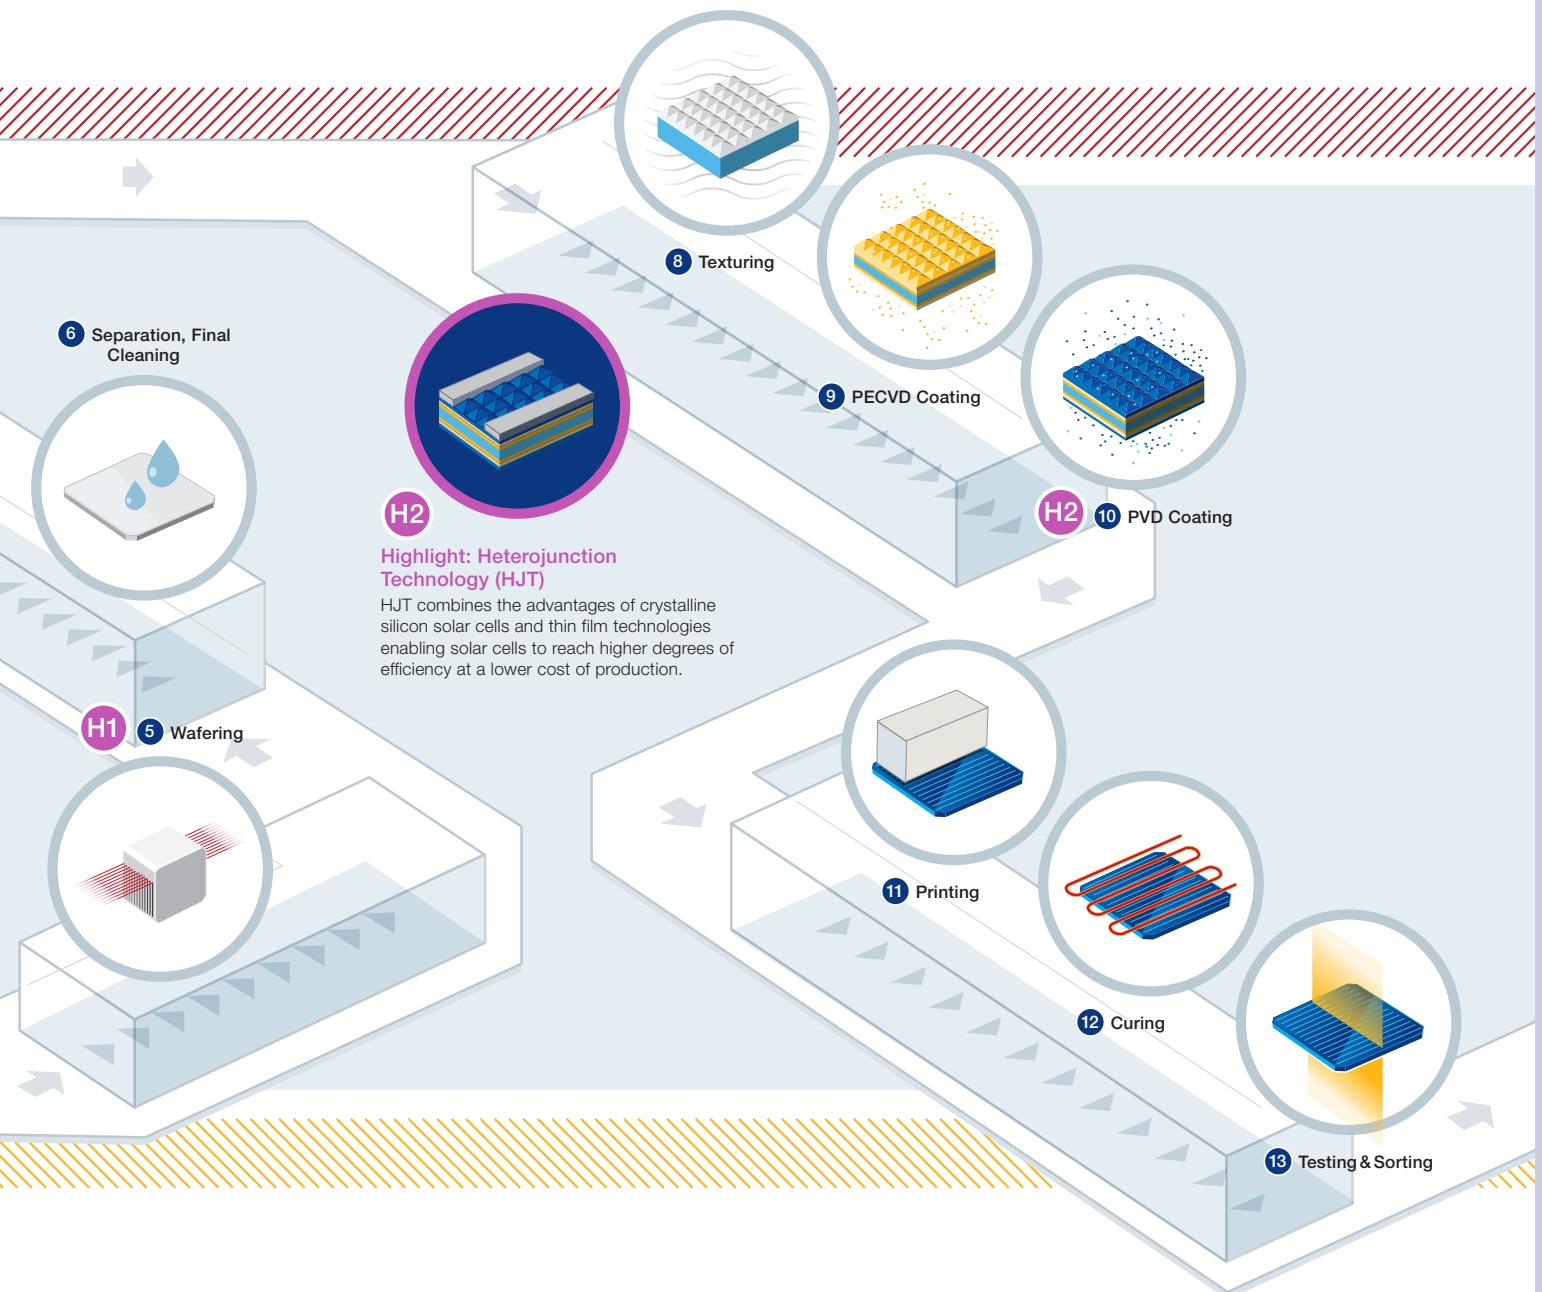 8 Texturing
6 Separation, Final
Cleaning
9 PECVD Coating
H2
H2 10 PVD Coating
Highlight: Heterojunction
Technology (HJT)
HJT combines the advantages of crystalline
silicon solar cells and thin film technologies
enabling solar cells to reach higher degrees of
efficiency at a lower cost of production.
H1 5 Wafering
11 Printing
12 Curing
13 Testing & Sorting